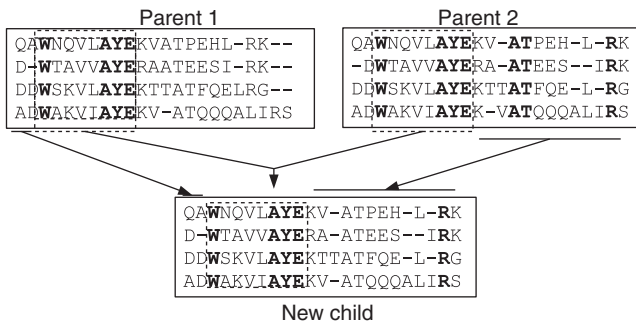 Parent 1
QAWNQVLAYEKVATPEHL-RK--
D-WTAVVAYERAATEESI-RK--
DDWSKVLAYEKTTATFQELRG--
ADWAKVIAYEKV-ATQQQALIRS
Parent 2
QAWNQVLAYEKV-ATPEH-L-RK
-DWTAVVAYERA-ATEES--IRK
DDWSKVLAYEKTTATFQE-L-RG
ADWAKVIAYEK-VATQQQALIRS
QAWNQVLAYEKV-ATPEH-L-RK
D-WTAVVAYERA-ATEES--IRK
DDWSKVLAYEKTTATFQE-L-RG
ADWAKVIAYEKV-ATQQQALIRS
New child